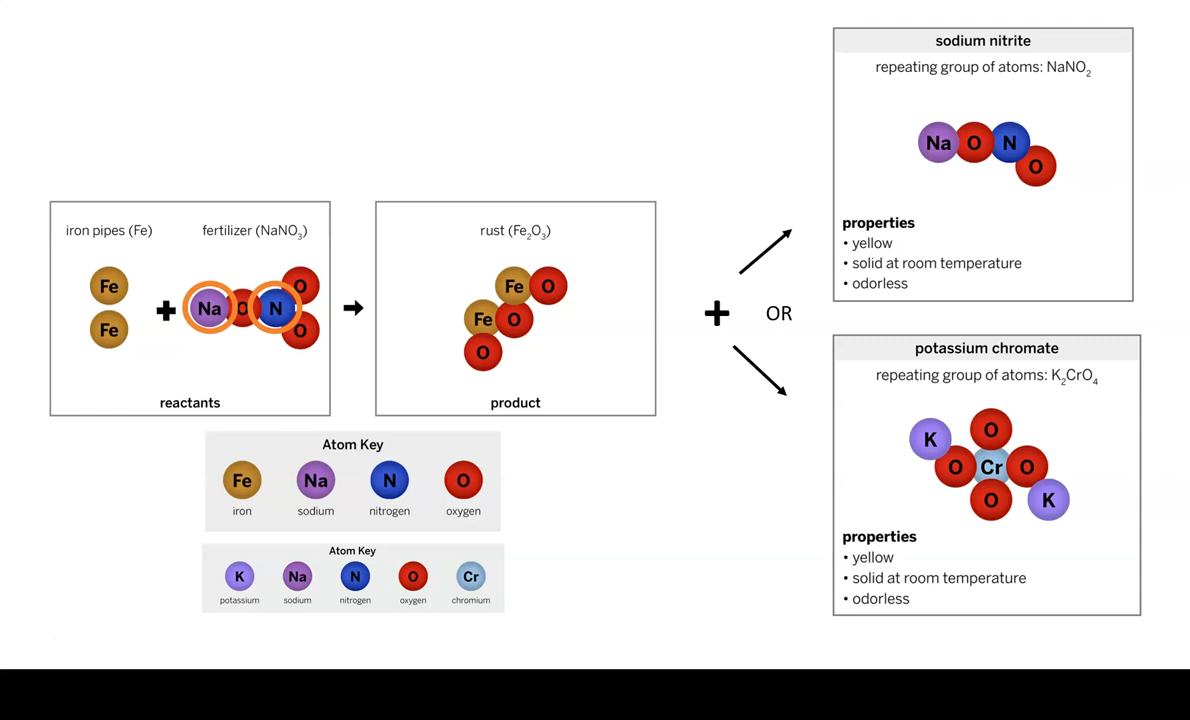 sodium nitrite
repeating group of atoms: NaNO₂
Na O N O
properties
• yellow
• solid at room temperature
• odorless
iron pipes (Fe)
fertilizer (NaNO₃)
Fe
Fe
+
Na O N O O
reactants
rust (Fe₂O₃)
Fe O
Fe O
O
product
+
OR
potassium chromate
repeating group of atoms: K₂CrO₄
O
K
O Cr O
O K
properties
• yellow
• solid at room temperature
• odorless
Atom Key
Fe Na N O
iron sodium nitrogen oxygen
Atom Key
K Na N O Cr
potassium sodium nitrogen oxygen chromium